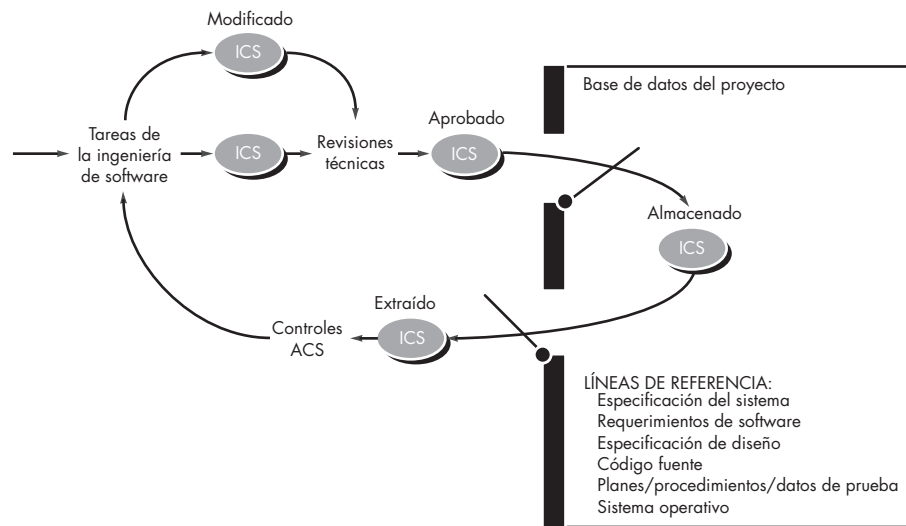 Modificado
ICS
Base de datos del proyecto
Tareas de
la ingeniería
de software
ICS
Revisiones
técnicas
Aprobado
ICS
Almacenado
ICS
Extraído
ICS
Controles
ACS
LÍNEAS DE REFERENCIA:
Especificación del sistema
Requerimientos de software
Especificación de diseño
Código fuente
Planes/procedimientos/datos de prueba
Sistema operativo